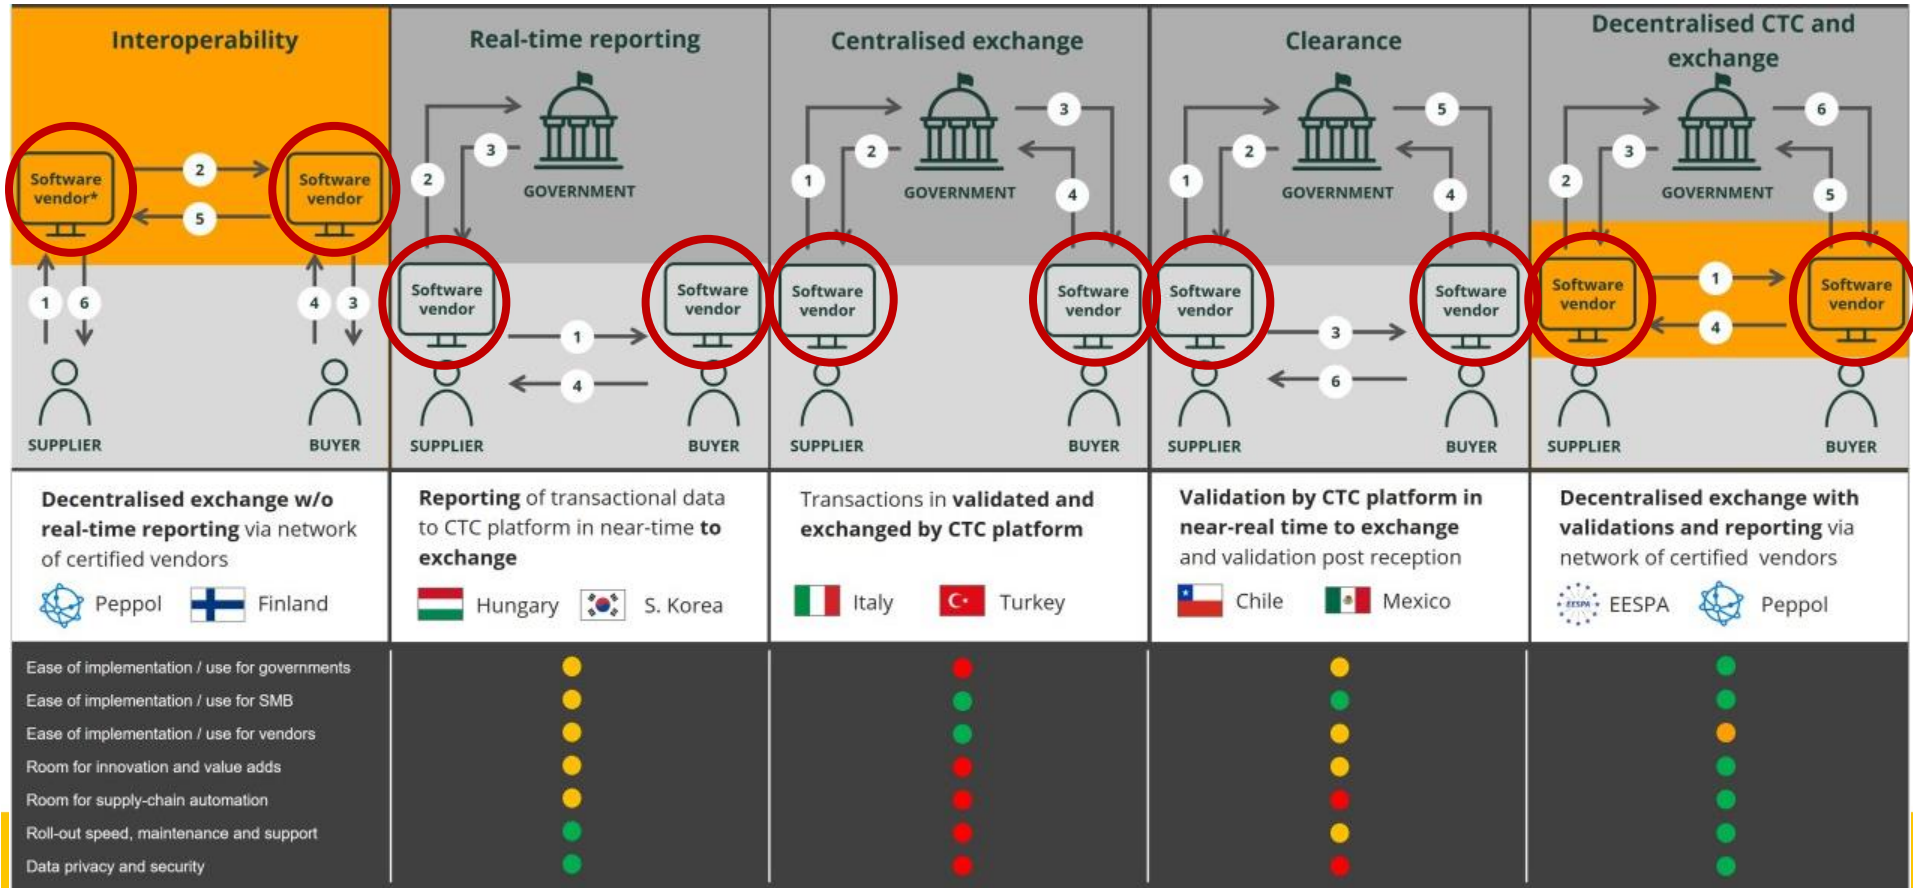 Interoperability
2
Software
vendor*
Software
vendor
5
1
6
4
3
SUPPLIER
BUYER
Decentralised exchange w/o
real-time reporting via network
of certified vendors
Peppol
Finland
Real-time reporting
3
2
GOVERNMENT
Software
vendor
Software
vendor
1
4
SUPPLIER
BUYER
Reporting of transactional data
to CTC platform in near-time to
exchange
Hungary
S. Korea
Centralised exchange
3
2
1
GOVERNMENT
4
Software
vendor
Software
vendor
SUPPLIER
BUYER
Transactions in validated and
exchanged by CTC platform
Italy
Turkey
Clearance
5
2
1
GOVERNMENT
4
Software
vendor
Software
vendor
3
6
SUPPLIER
BUYER
Validation by CTC platform in
near-real time to exchange
and validation post reception
Chile
Mexico
Decentralised CTC and
exchange
6
3
2
GOVERNMENT
5
Software
vendor
Software
vendor
1
4
SUPPLIER
BUYER
Decentralised exchange with
validations and reporting via
network of certified vendors
EESPA
EESPA
Peppol
Ease of implementation / use for governments
Ease of implementation / use for SMB
Ease of implementation / use for vendors
Room for innovation and value adds
Room for supply-chain automation
Roll-out speed, maintenance and support
Data privacy and security